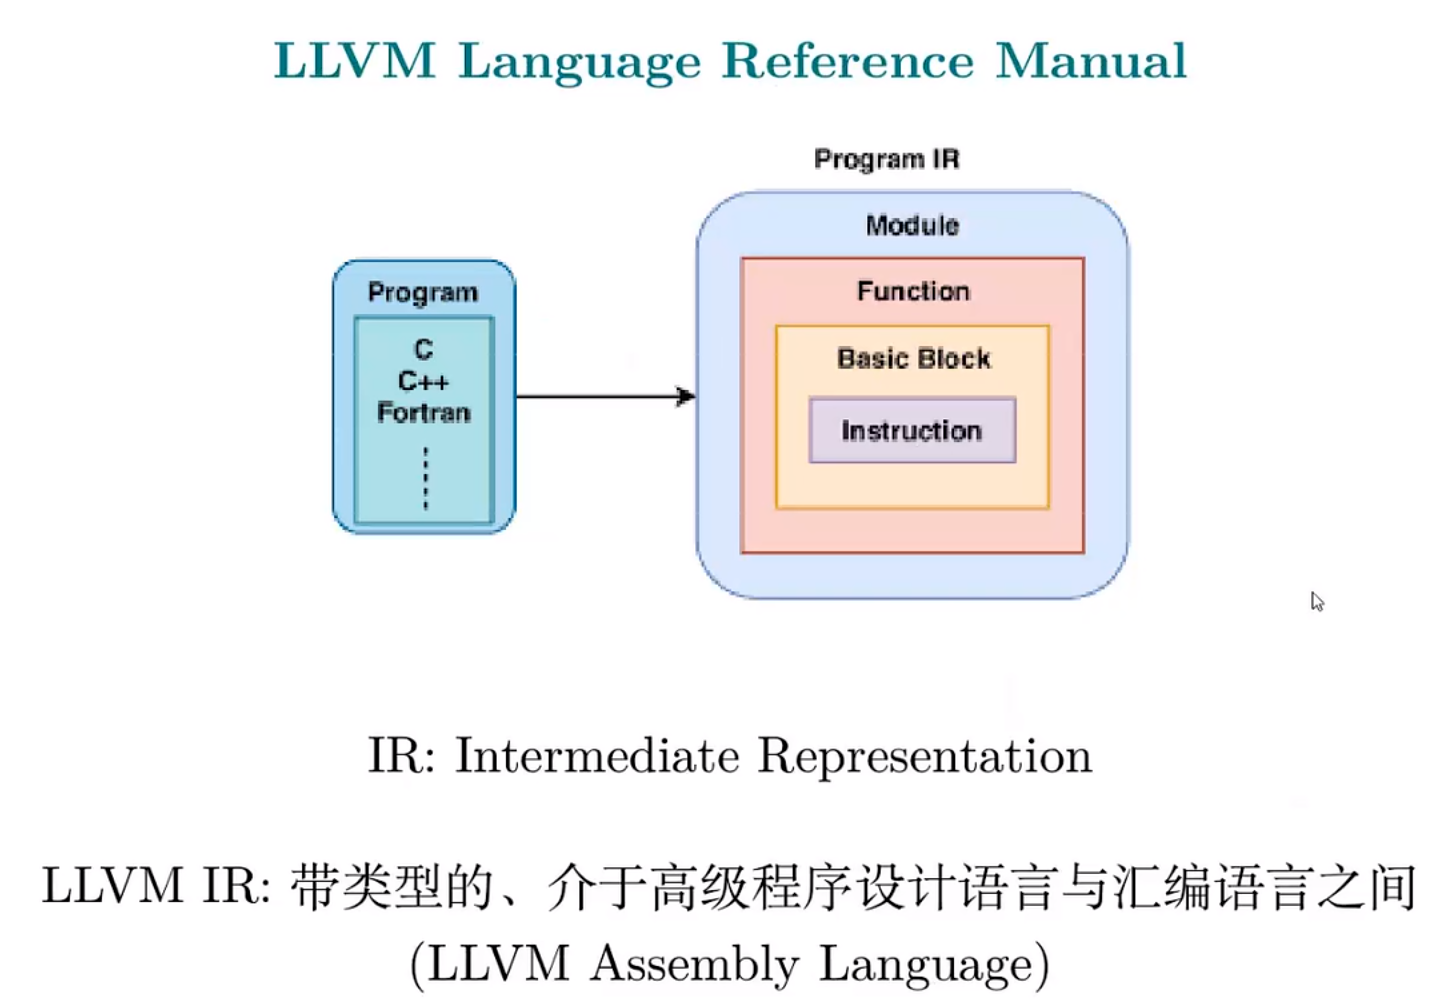 LLVM Language Reference Manual
Program IR
Module
Program
Function
C
C++
Fortran
Basic Block
Instruction
IR: Intermediate Representation
LLVM IR: 带类型的、介于高级程序设计语言与汇编语言之间
(LLVM Assembly Language)